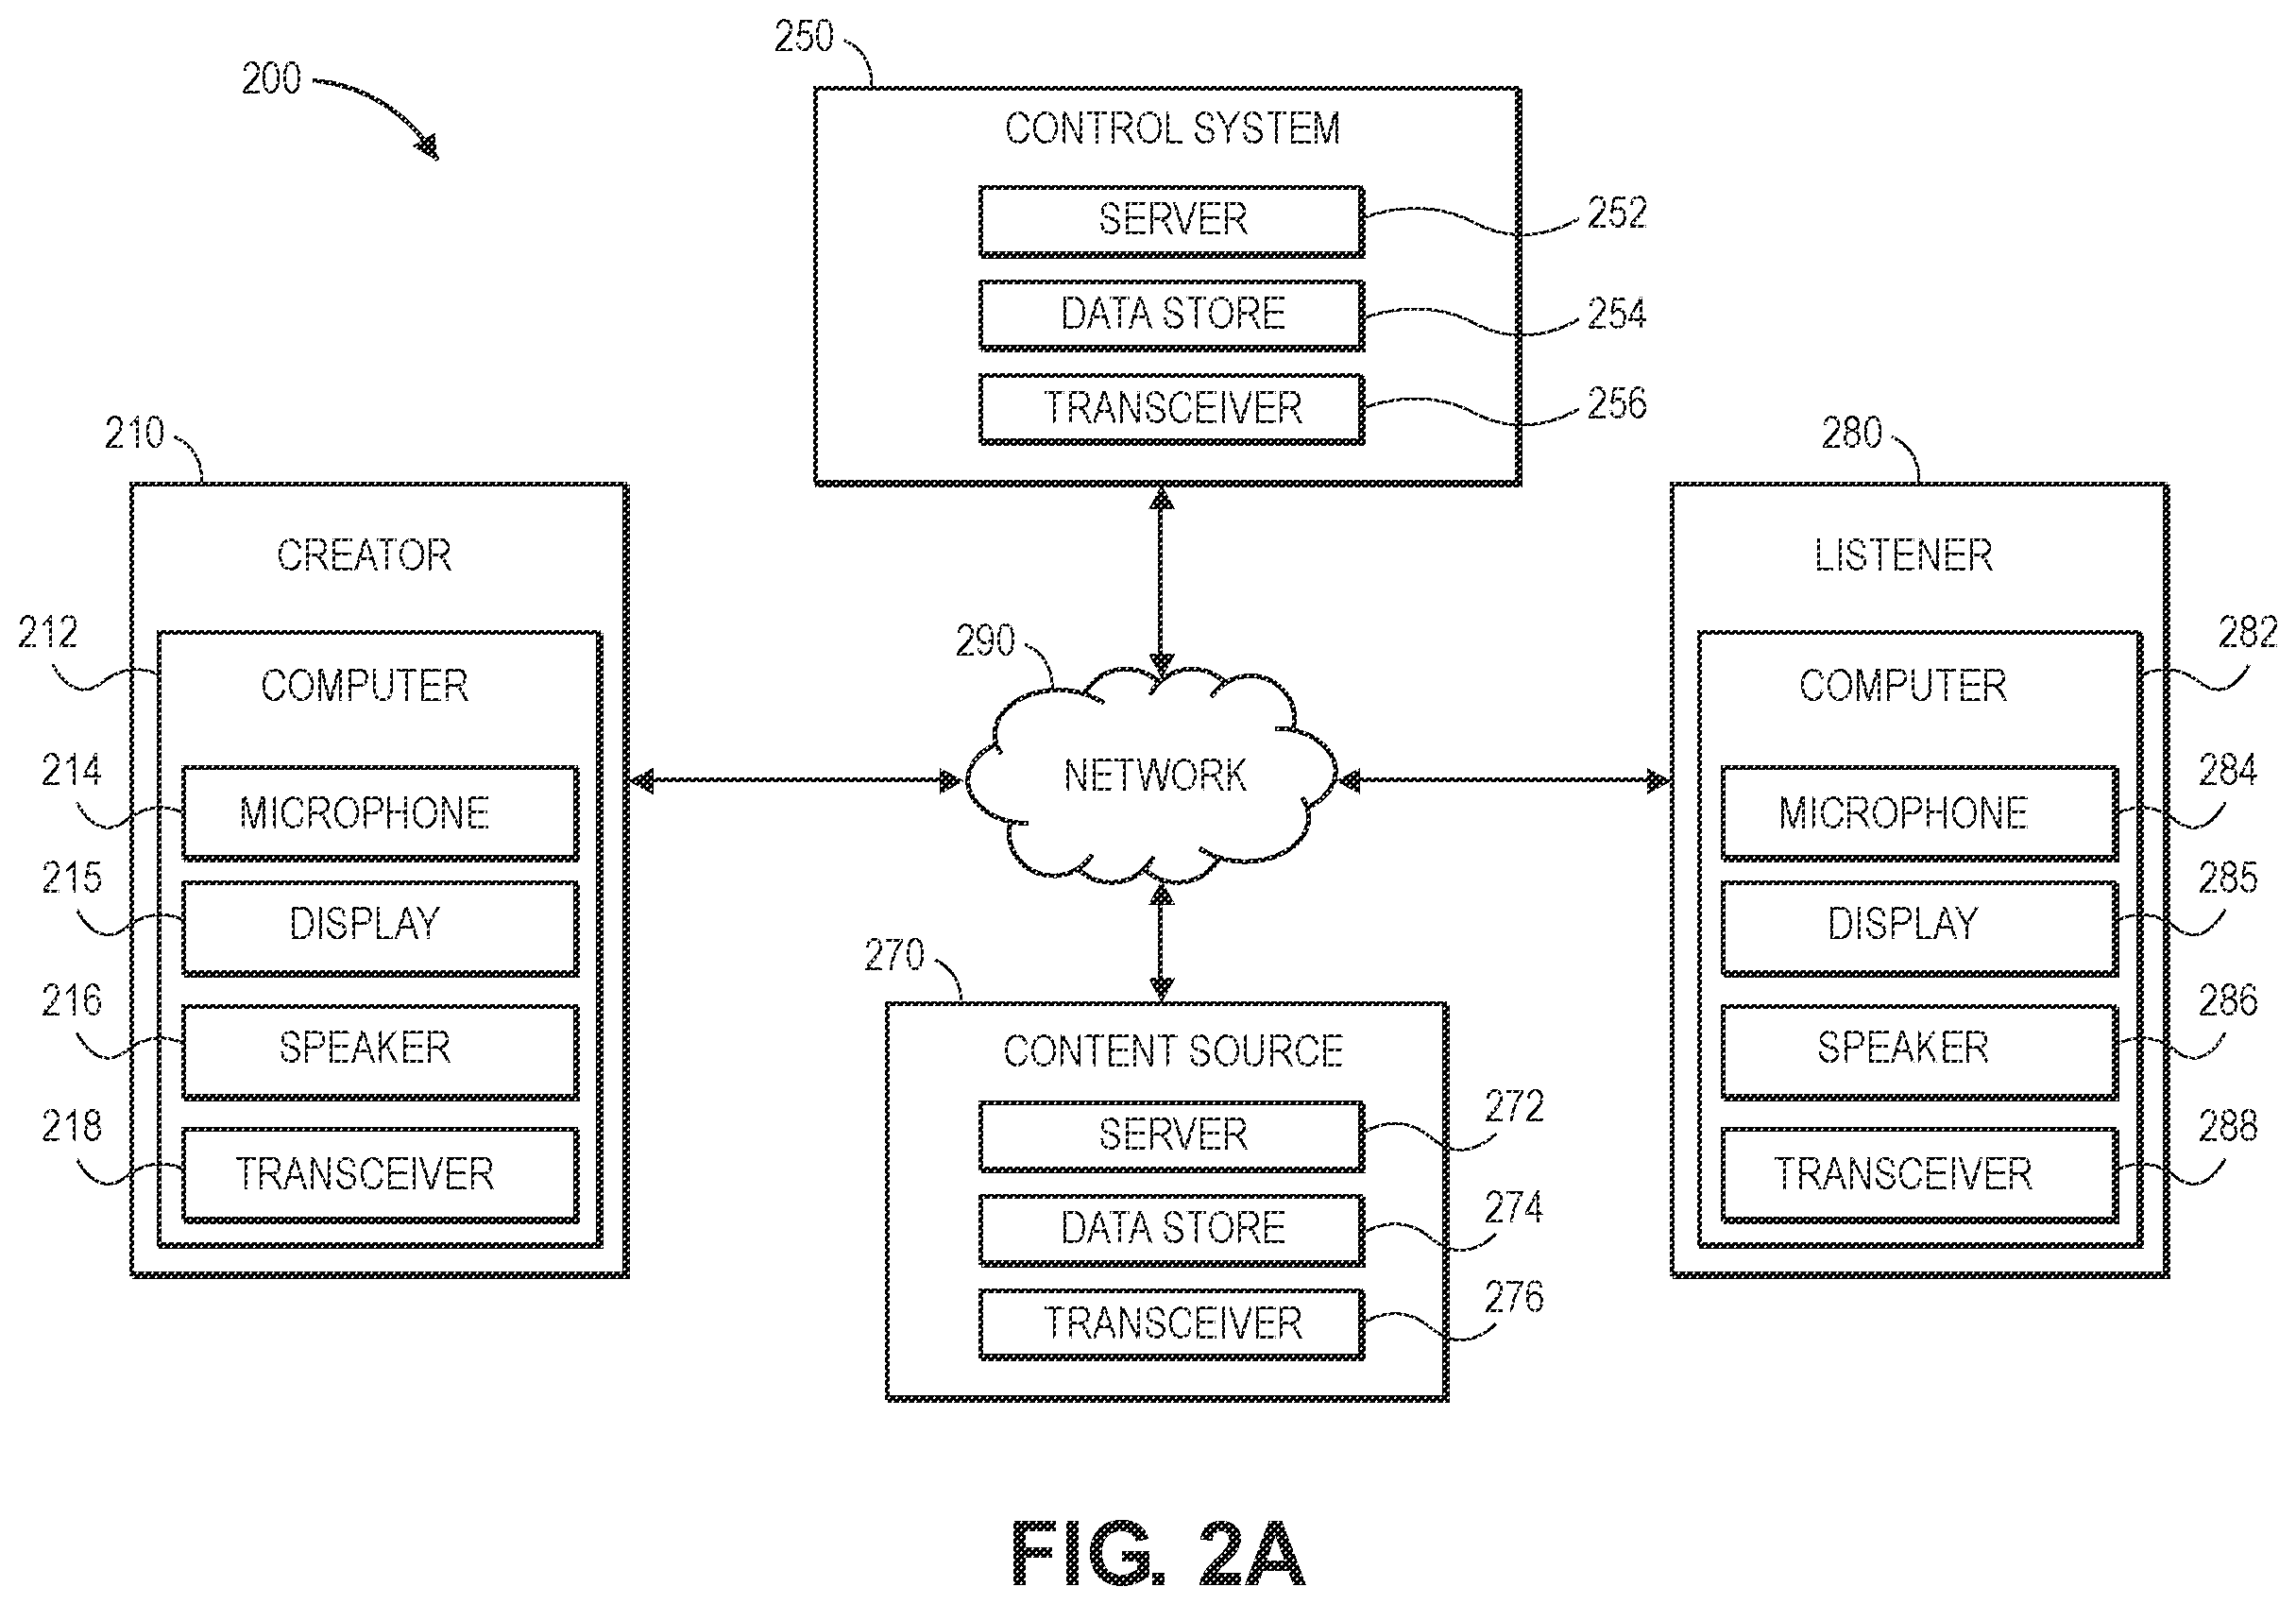 200
250
CONTROL SYSTEM
SERVER 252
DATA STORE 254
TRANSCEIVER 256
210
CREATOR
212
COMPUTER
214 MICROPHONE
215 DISPLAY
216 SPEAKER
218 TRANSCEIVER
290
NETWORK
270
CONTENT SOURCE
SERVER 272
DATA STORE 274
TRANSCEIVER 276
280
LISTENER
282
COMPUTER
MICROPHONE 284
DISPLAY 285
SPEAKER 286
TRANSCEIVER 288
FIG. 2A